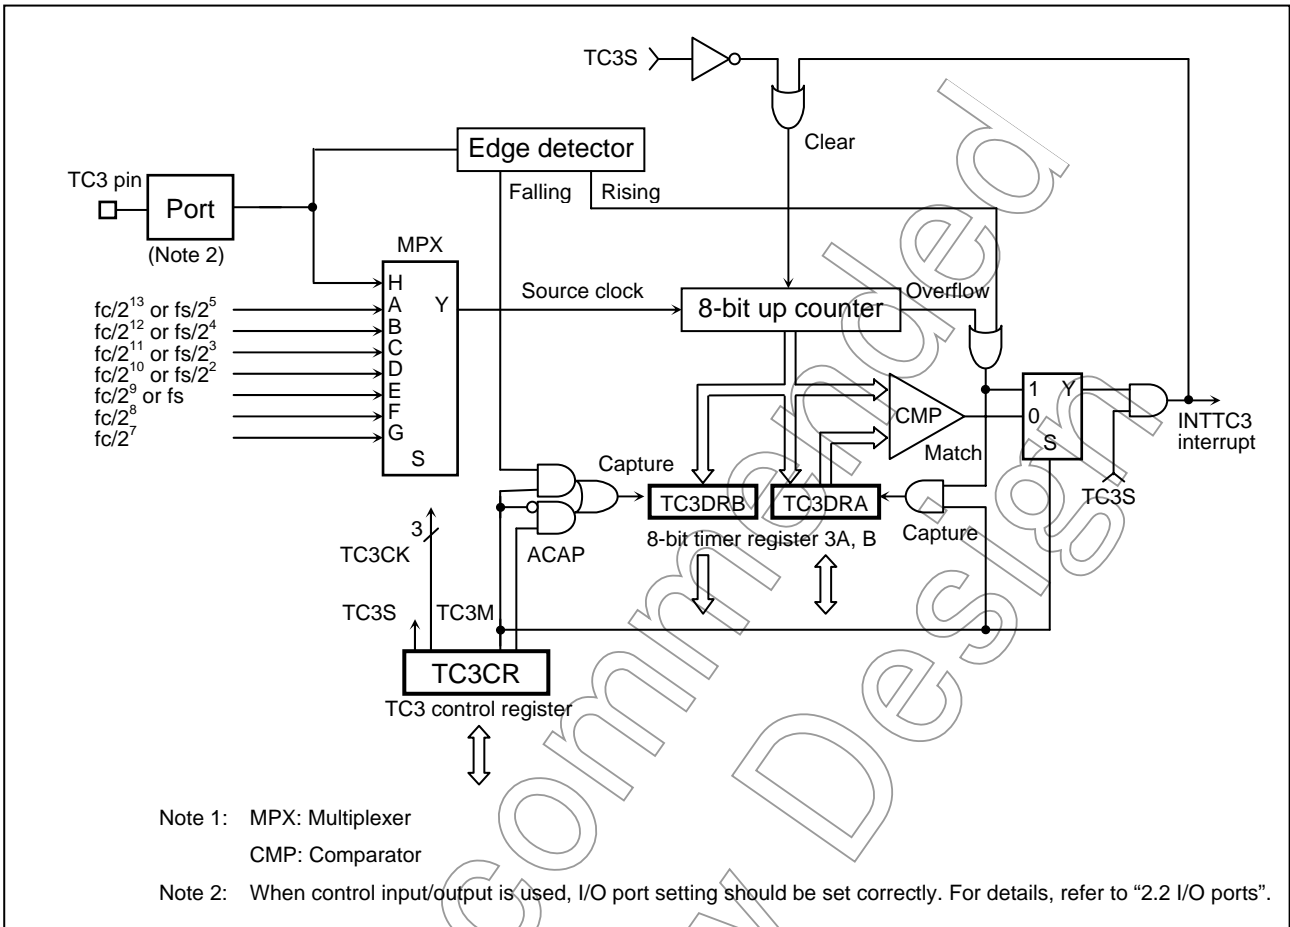 TC3S
Edge detector
Clear
TC3 pin
Falling Rising
Port
(Note 2)
MPX
H
fc/2^13 or fs/2^5 A Y Source clock 8-bit up counter Overflow
fc/2^12 or fs/2^4 B
fc/2^11 or fs/2^3 C
fc/2^10 or fs/2^2 D
fc/2^9 or fs E
fc/2^8 F
fc/2^7 G
S
CMP
Match
1 Y
0
S
INTTC3
interrupt
TC3S
Capture
TC3DRB TC3DRA
8-bit timer register 3A, B
Capture
3
TC3CK
ACAP
TC3S TC3M
TC3CR
TC3 control register
Note 1: MPX: Multiplexer
CMP: Comparator
Note 2: When control input/output is used, I/O port setting should be set correctly. For details, refer to “2.2 I/O ports”.
commended
Design